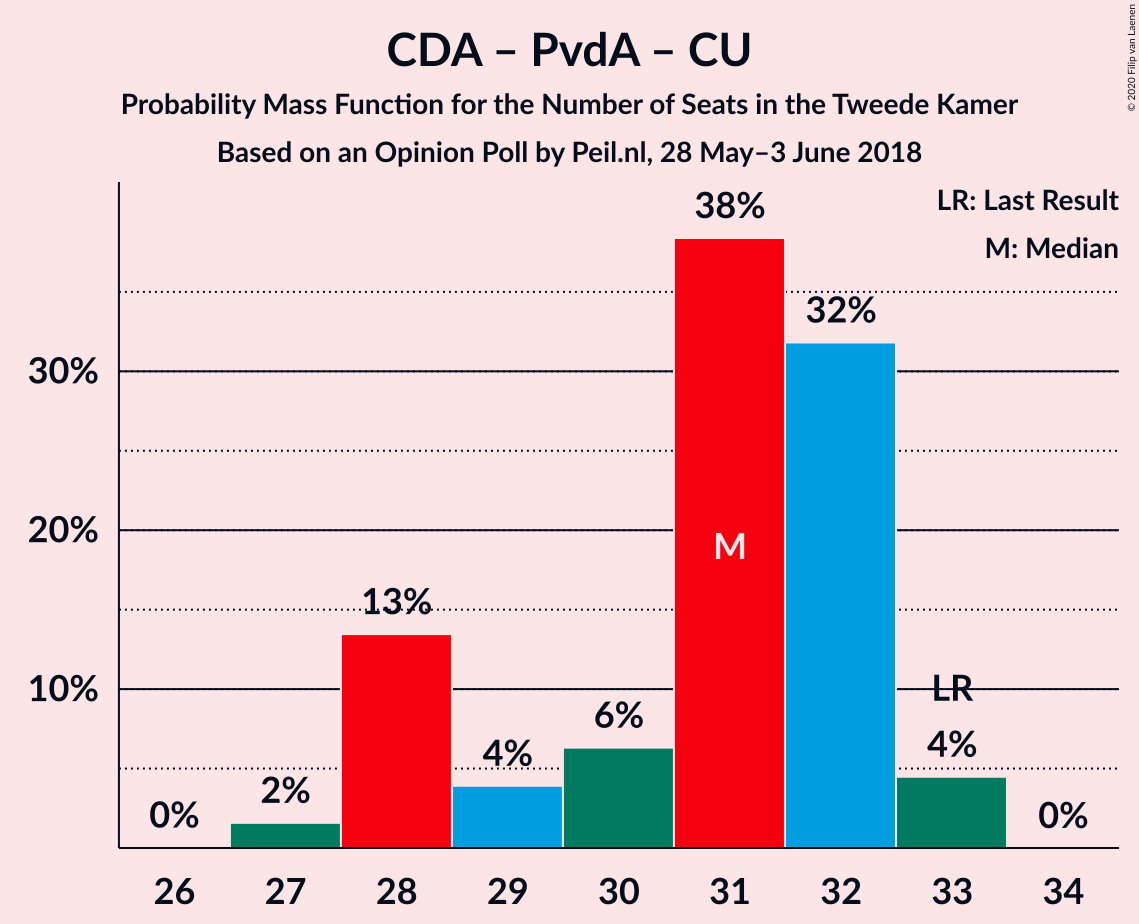 CDA – PvdA – CU
Probability Mass Function for the Number of Seats in the Tweede Kamer
Based on an Opinion Poll by Peil.nl, 28 May–3 June 2018
© 2020 Filip van Laenen
LR: Last Result
M: Median
38%
32%
30%
20%
M
13%
10%
LR
6%
4%
4%
2%
0%
0%
26 27 28 29 30 31 32 33 34